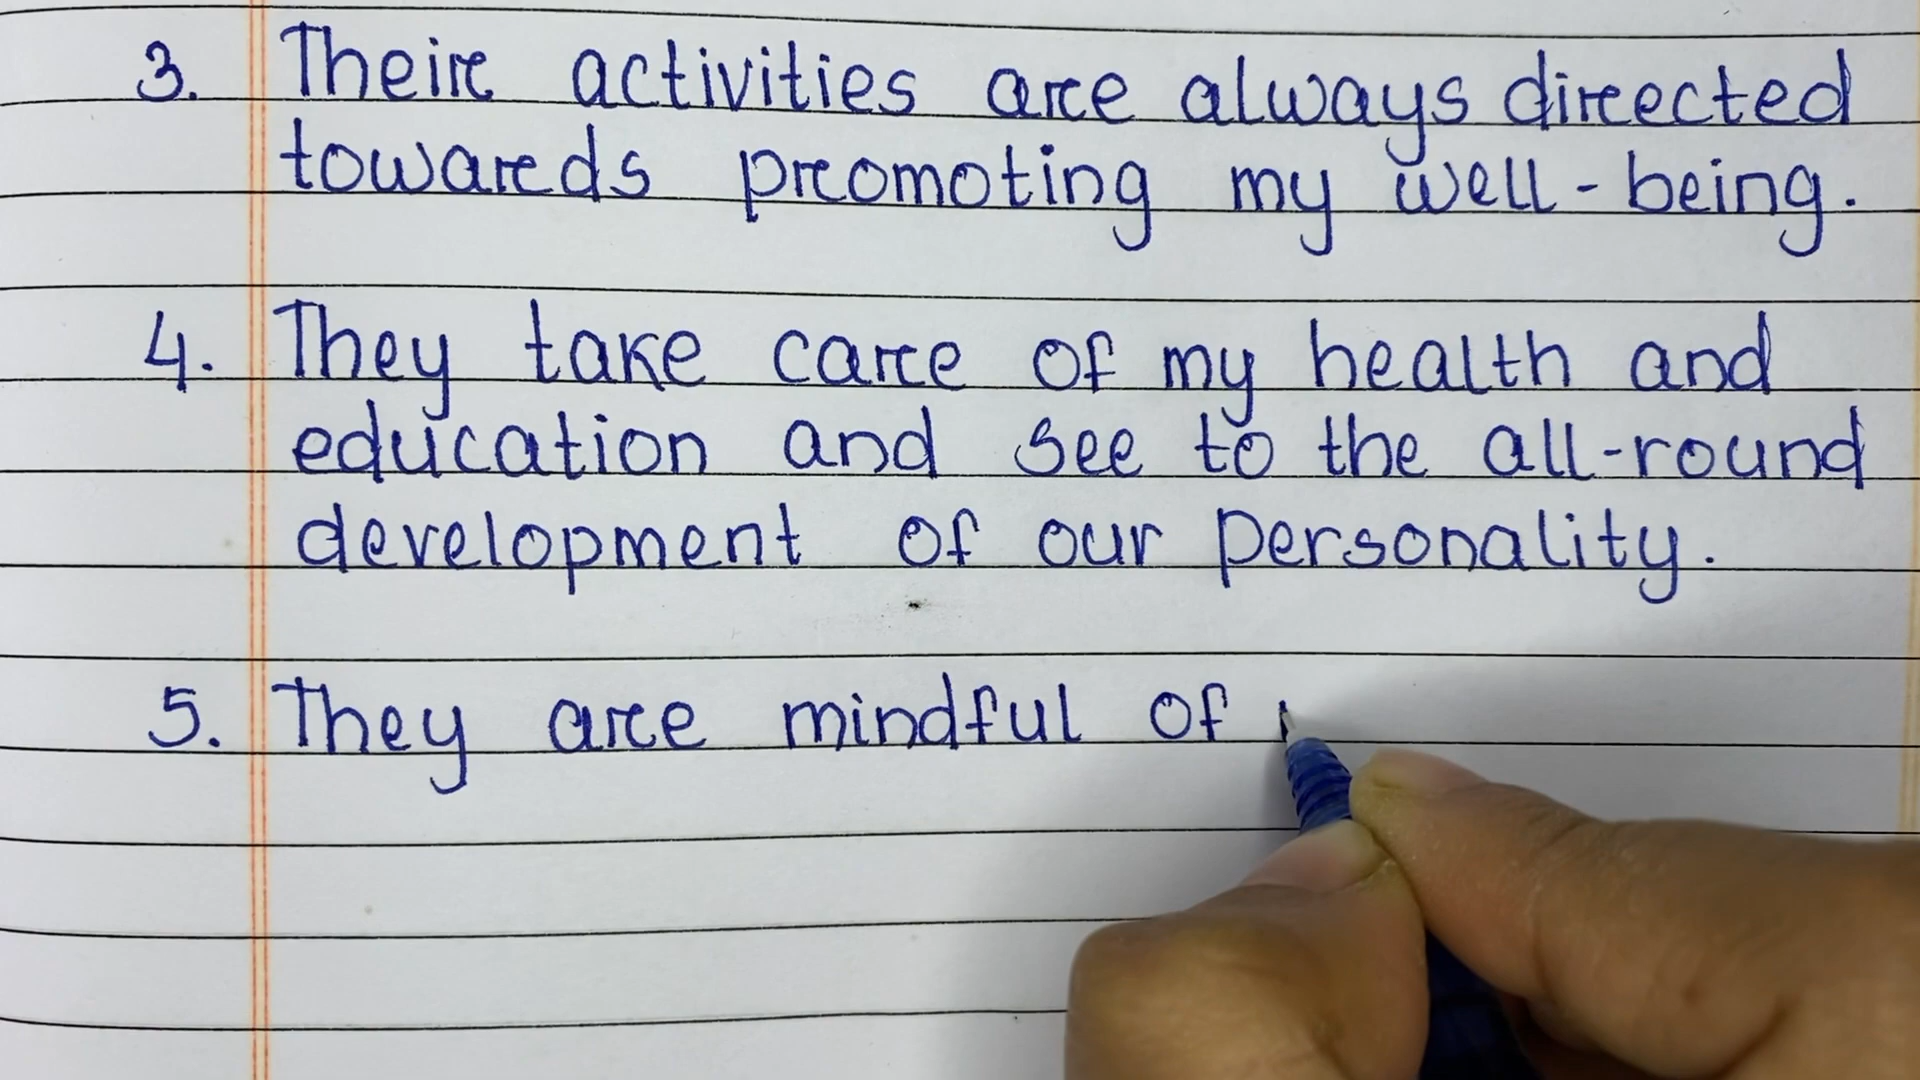 3. Their activities are always directed
towards promoting my well-being.
4. They take care of my health and
education and see to the all-round
development of our personality.
5. They are mindful of